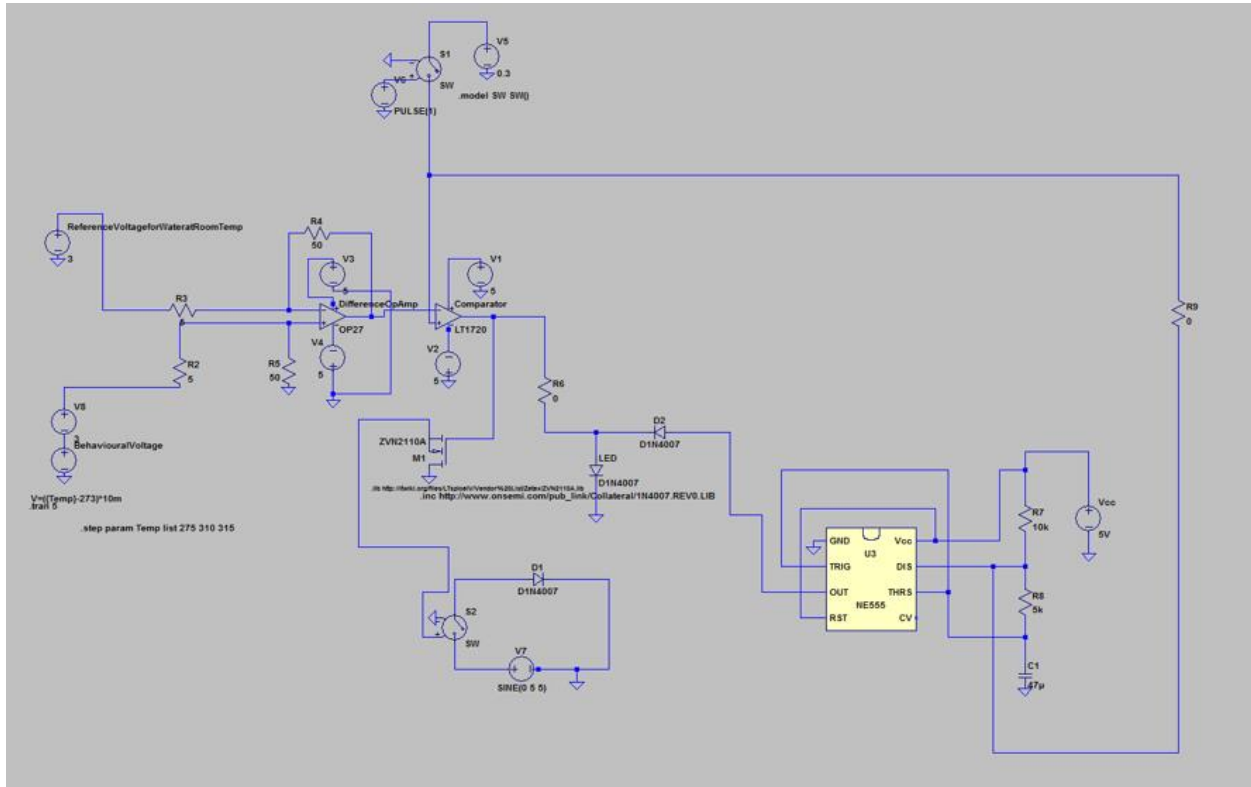 V5
S1
0.3
V6
SW
.model SW SW()
PULSE(1)
ReferenceVoltageforWateratRoomTemp
3
R4
50
V3
5
V1
5
R3
5
DifferenceOpAmp
OP27
Comparator
LT1720
R9
0
V4
5
V2
5
R2
5
R5
50
R6
0
V8
3
BehavioralVoltage
V=({Temp}-273)*10m
.tran 5
.step param Temp list 275 310 315
ZVN2110A
M1
D2
D1N4007
LED
D1N4007
.inc http://www.onsemi.com/pub_link/Collateral/1N4007.REV0.LIB
Vcc
5V
R7
10k
GND
Vcc
U3
TRIG
DIS
OUT
THRS
NE555
RST
CV
R8
5k
C1
47µ
D1
D1N4007
S2
SW
V7
SINE(0 5 5)